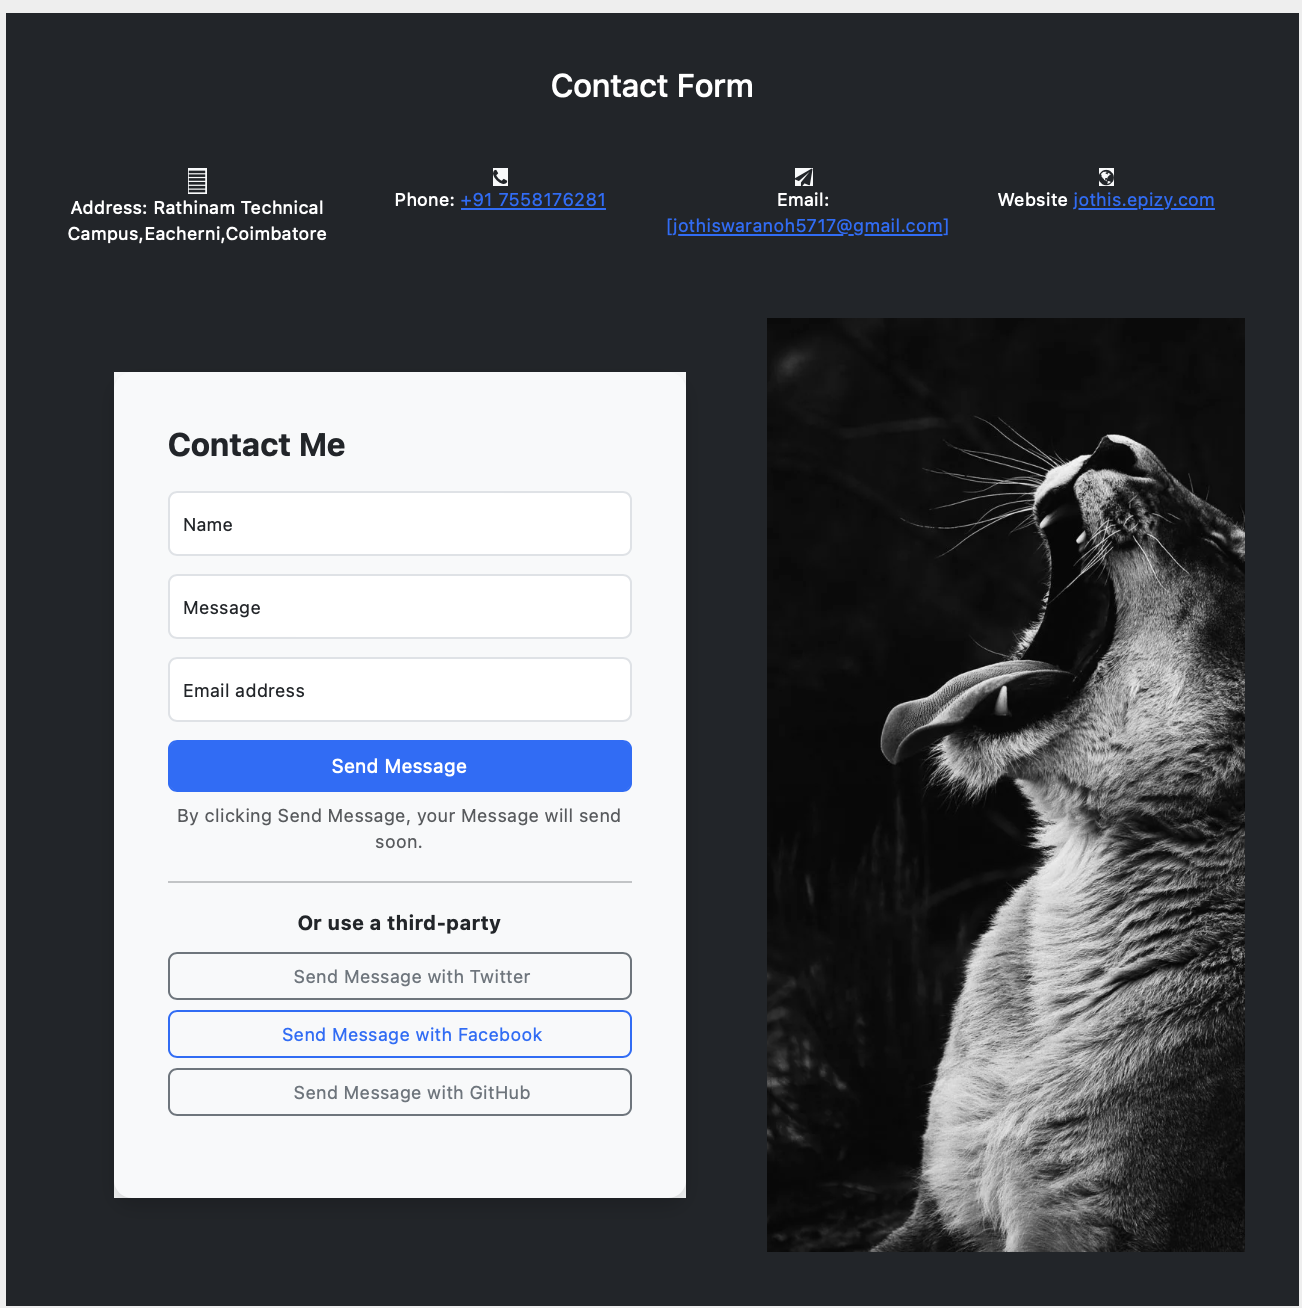 Contact Form
Address: Rathinam Technical
Campus,Eacherni,Coimbatore
Phone: +91 7558176281
Email:
[jothiswaranoh5717@gmail.com]
Website jothis.epizy.com
Contact Me
Name
Message
Email address
Send Message
By clicking Send Message, your Message will send
soon.
Or use a third-party
Send Message with Twitter
Send Message with Facebook
Send Message with GitHub